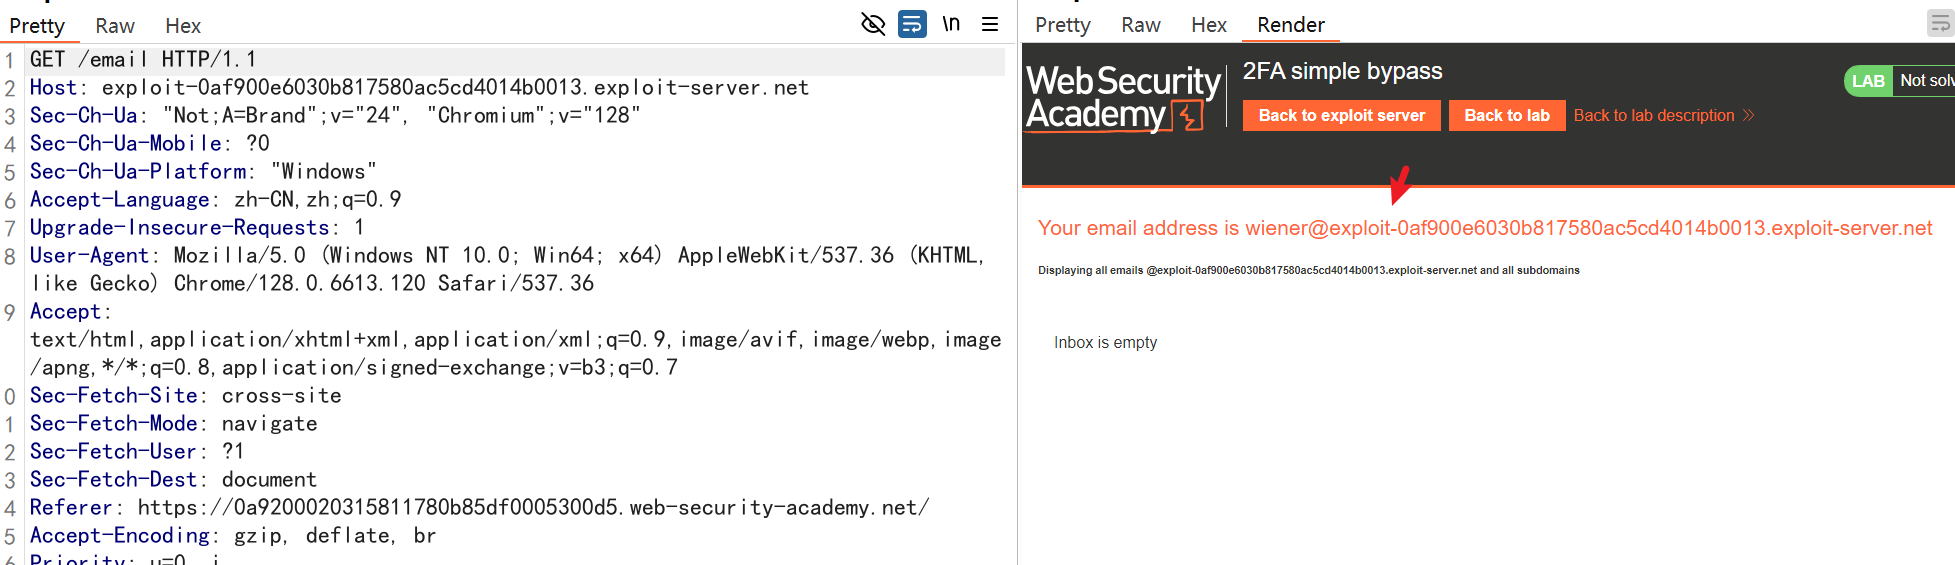 Pretty Raw Hex \n
1 GET /email HTTP/1.1
2 Host: exploit-0af900e6030b817580ac5cd4014b0013.exploit-server.net
3 Sec-Ch-Ua: "Not;A=Brand";v="24", "Chromium";v="128"
4 Sec-Ch-Ua-Mobile: ?0
5 Sec-Ch-Ua-Platform: "Windows"
6 Accept-Language: zh-CN,zh;q=0.9
7 Upgrade-Insecure-Requests: 1
8 User-Agent: Mozilla/5.0 (Windows NT 10.0; Win64; x64) AppleWebKit/537.36 (KHTML,
like Gecko) Chrome/128.0.6613.120 Safari/537.36
9 Accept:
text/html,application/xhtml+xml,application/xml;q=0.9,image/avif,image/webp,image
/apng,*/*;q=0.8,application/signed-exchange;v=b3;q=0.7
0 Sec-Fetch-Site: cross-site
1 Sec-Fetch-Mode: navigate
2 Sec-Fetch-User: ?1
3 Sec-Fetch-Dest: document
4 Referer: https://0a9200020315811780b85df0005300d5.web-security-academy.net/
5 Accept-Encoding: gzip, deflate, br
6 Priority: u=0, i
Pretty Raw Hex Render
WebSecurity
Academy
2FA simple bypass
Back to exploit server Back to lab Back to lab description
LAB Not solv
Your email address is wiener@exploit-0af900e6030b817580ac5cd4014b0013.exploit-server.net
Displaying all emails @exploit-0af900e6030b817580ac5cd4014b0013.exploit-server.net and all subdomains
Inbox is empty